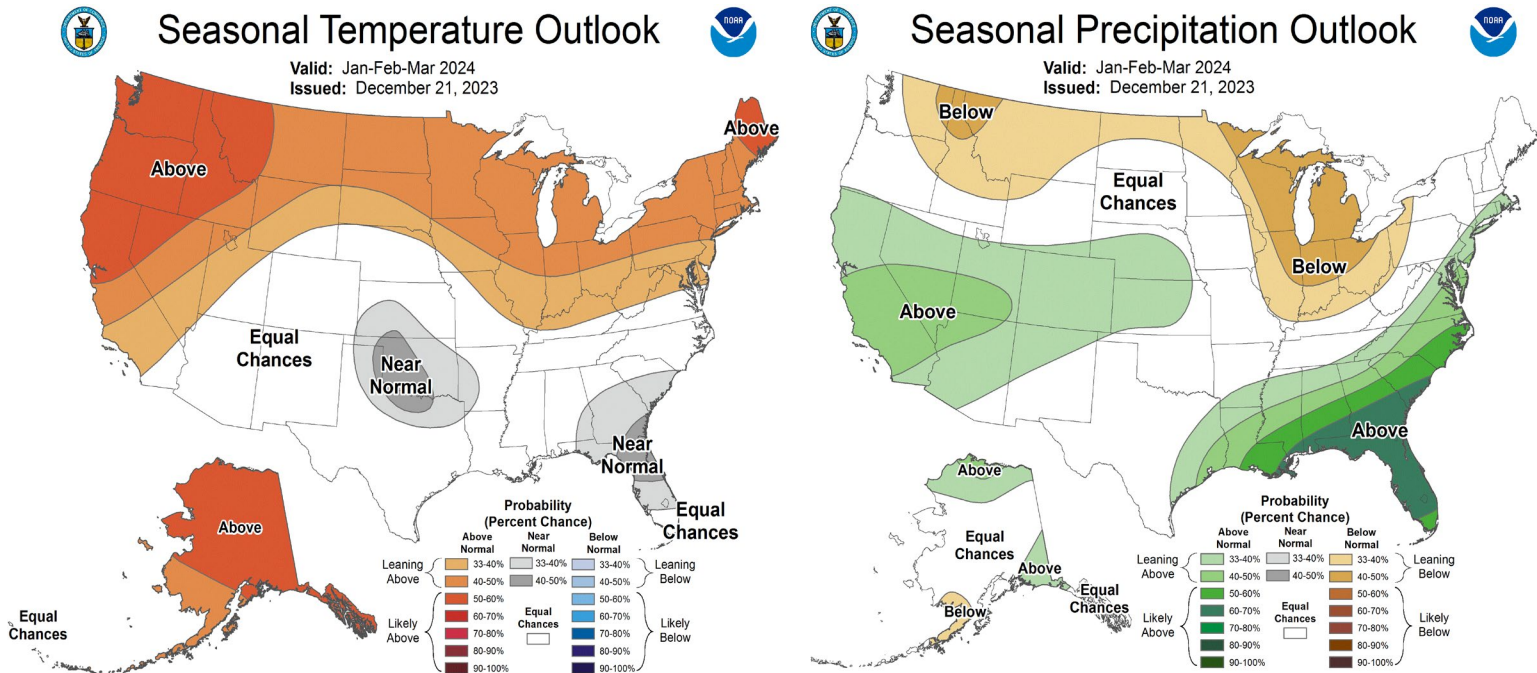 Seasonal Temperature Outlook
NOAA
Valid: Jan-Feb-Mar 2024
Issued: December 21, 2023
Above
Above
Equal
Chances
Near
Normal
Near
Normal
Equal
Chances
Above
Equal
Chances
Probability
(Percent Chance)
Above
Normal
Near
Normal
Below
Normal
Leaning
Above
33-40%
40-50%
33-40%
40-50%
33-40%
40-50%
Leaning
Below
Likely
Above
50-60%
60-70%
70-80%
80-90%
90-100%
Equal
Chances
50-60%
60-70%
70-80%
80-90%
90-100%
Likely
Below
Seasonal Precipitation Outlook
NOAA
Valid: Jan-Feb-Mar 2024
Issued: December 21, 2023
Below
Equal
Chances
Below
Above
Above
Above
Equal
Chances
Above
Below
Equal
Chances
Probability
(Percent Chance)
Above
Normal
Near
Normal
Below
Normal
Leaning
Above
33-40%
40-50%
33-40%
40-50%
33-40%
40-50%
Leaning
Below
Likely
Above
50-60%
60-70%
70-80%
80-90%
90-100%
Equal
Chances
50-60%
60-70%
70-80%
80-90%
90-100%
Likely
Below